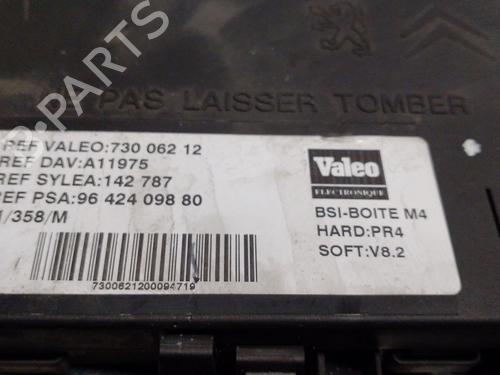 PAS LAISSER TOMBER
REF VALEO:730 062 12
REF DAV:A11975
REF SYLEA:142 787
REF PSA:96 424 098 80
/358/M
7300621200094719
Valeo
ELECTRONIQUE
BSI-BOITE M4
HARD:PR4
SOFT:V8.2
PARTS